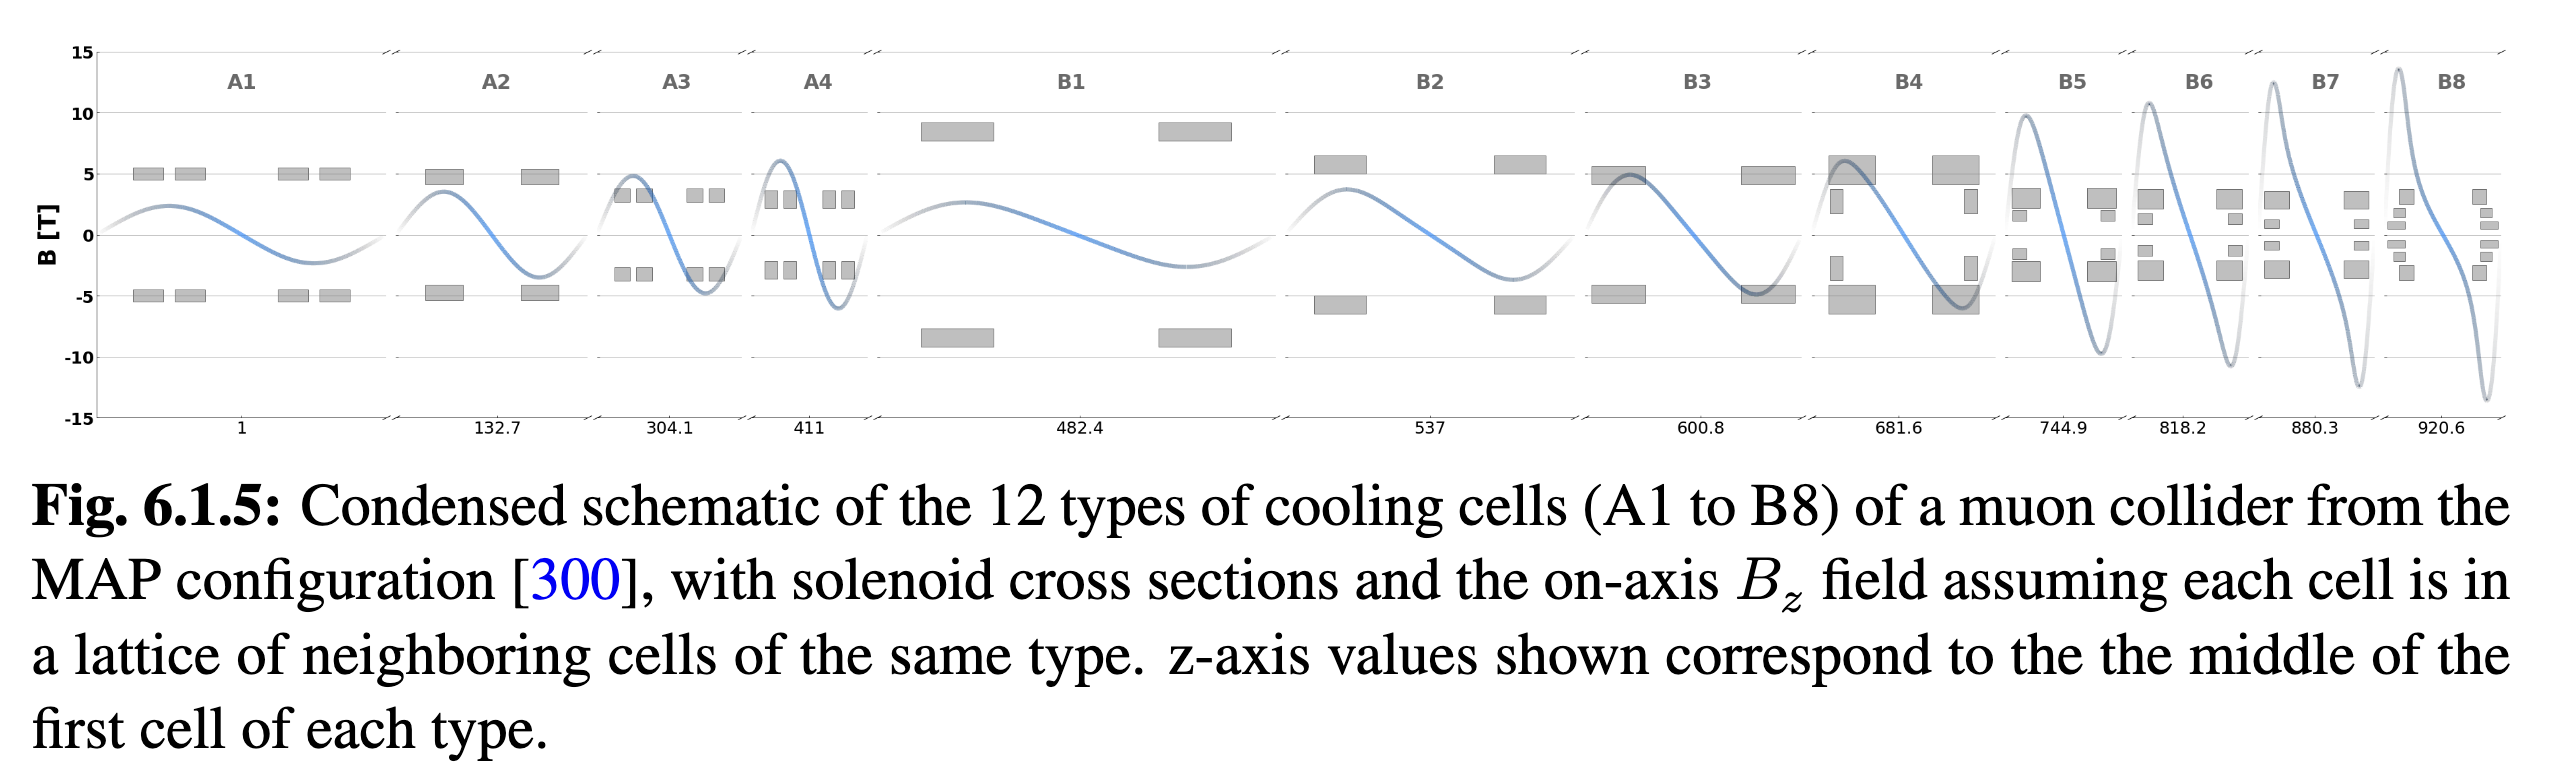 15
A1 A2 A3 A4 B1 B2 B3 B4 B5 B6 B7 B8
10
5
0
-5
-10
-15
B [T]
1 132.7 304.1 411 482.4 537 600.8 681.6 744.9 818.2 880.3 920.6
Fig. 6.1.5: Condensed schematic of the 12 types of cooling cells (A1 to B8) of a muon collider from the
MAP configuration [300], with solenoid cross sections and the on-axis B_z field assuming each cell is in
a lattice of neighboring cells of the same type. z-axis values shown correspond to the the middle of the
first cell of each type.